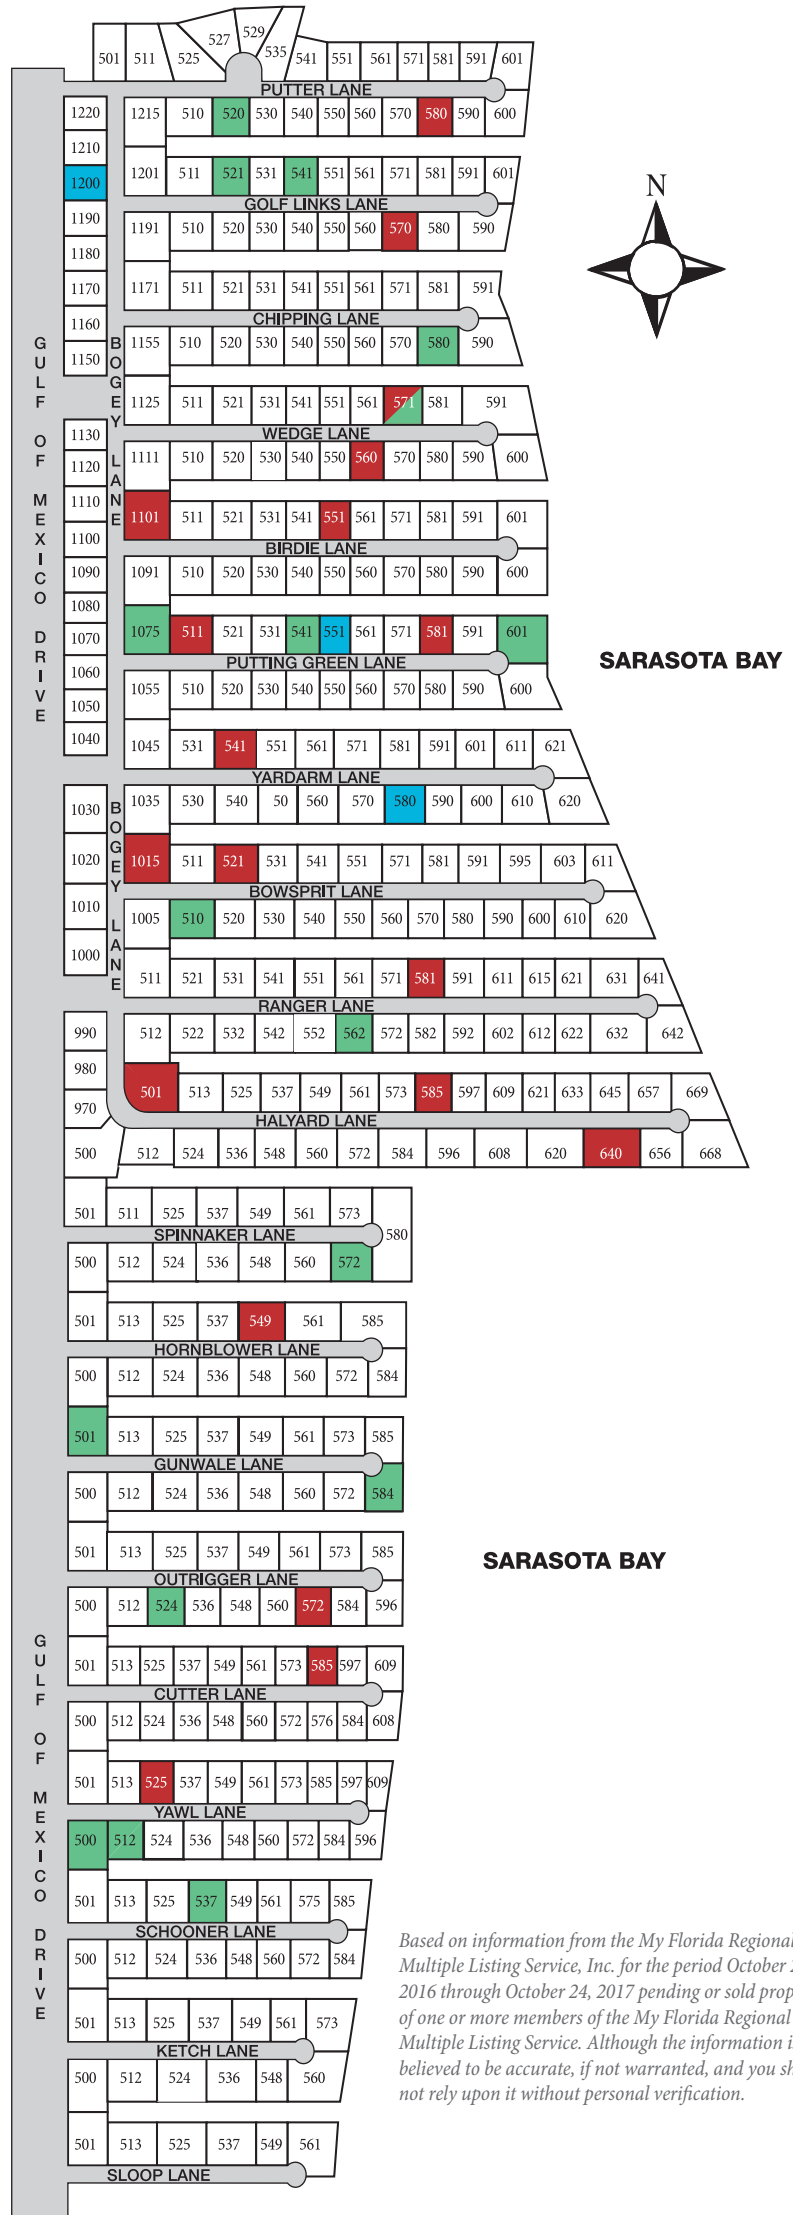 501 511 525 527 529 535 541 551 561 571 581 591 601
PUTTER LANE
1220 1215 510 520 530 540 550 560 570 580 590 600
1210
1200 1201 511 521 531 541 551 561 571 581 591 601
GOLF LINKS LANE
1190 1191 510 520 530 540 550 560 570 580 590
1180
1170 1171 511 521 531 541 551 561 571 581 591
CHIPPING LANE
1160 1155 510 520 530 540 550 560 570 580 590
1150
GULF OF MEXICO DRIVE
BOGEY LANE
1125 511 521 531 541 551 561 571 581 591
WEDGE LANE
1130 1111 510 520 530 540 550 560 570 580 590 600
1120
1110 1101 511 521 531 541 551 561 571 581 591 601
1100
BIRDIE LANE
1090 1091 510 520 530 540 550 560 570 580 590 600
1080
1070 1075 511 521 531 541 551 561 571 581 591 601
PUTTING GREEN LANE
SARASOTA BAY
1060 1055 510 520 530 540 550 560 570 580 590 600
1050
1040 1045 531 541 551 561 571 581 591 601 611 621
YARDARM LANE
1030 1035 530 540 50 560 570 580 590 600 610 620
BOGEY LANE
1020 1015 511 521 531 541 551 571 581 591 595 603 611
BOWSPRIT LANE
1010 1005 510 520 530 540 550 560 570 580 590 600 610 620
1000
511 521 531 541 551 561 571 581 591 611 615 621 631 641
RANGER LANE
990 512 522 532 542 552 562 572 582 592 602 612 622 632 642
980
970 501 513 525 537 549 561 573 585 597 609 621 633 645 657 669
HALYARD LANE
500 512 524 536 548 560 572 584 596 608 620 640 656 668
501 511 525 537 549 561 573 580
SPINNAKER LANE
500 512 524 536 548 560 572
501 513 525 537 549 561 585
HORNBLOWER LANE
500 512 524 536 548 560 572 584
501 513 525 537 549 561 573 585
GUNWALE LANE
500 512 524 536 548 560 572 584
501 513 525 537 549 561 573 585
SARASOTA BAY
OUTRIGGER LANE
500 512 524 536 548 560 572 584 596
GULF OF MEXICO DRIVE
501 513 525 537 549 561 573 585 597 609
CUTTER LANE
500 512 524 536 548 560 572 576 584 608
501 513 525 537 549 561 573 585 597 609
YAWL LANE
500 512 524 536 548 560 572 584 596
501 513 525 537 549 561 575 585
SCHOONER LANE
500 512 524 536 548 560 572 584
501 513 525 537 549 561 573
KETCH LANE
500 512 524 536 548 560
501 513 525 537 549 561
SLOOP LANE
N
Based on information from the My Florida Regional
Multiple Listing Service, Inc. for the period October
2016 through October 24, 2017 pending or sold
of one or more members of the My Florida Regional
Multiple Listing Service. Although the information
believed to be accurate, if not warranted, and you
not rely upon it without personal verification.